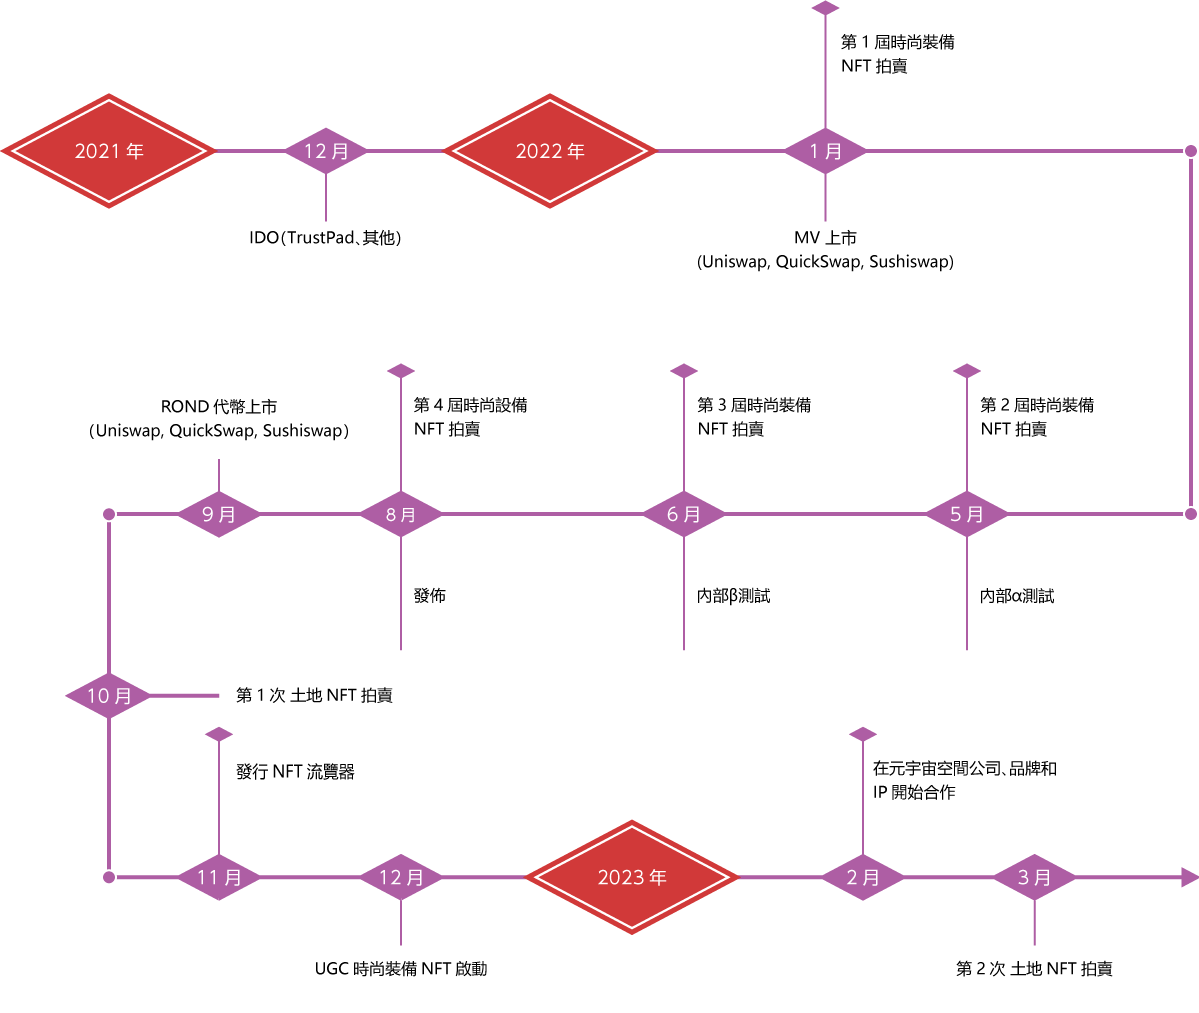 第 1 屆時尚裝備
NFT 拍賣
2021 年
12 月
2022 年
1 月
IDO(TrustPad、其他)
MV 上市
(Uniswap, QuickSwap, Sushiswap)
ROND 代幣上市
(Uniswap, QuickSwap, Sushiswap)
第 4 屆時尚設備
NFT 拍賣
第 3 屆時尚裝備
NFT 拍賣
第 2 屆時尚裝備
NFT 拍賣
9 月
8 月
6 月
5 月
發佈
內部β測試
內部α測試
10 月
第 1 次 土地 NFT 拍賣
發行 NFT 流覽器
在元宇宙空間公司、品牌和
IP 開始合作
11 月
12 月
2023 年
2 月
3 月
UGC 時尚裝備 NFT 啟動
第 2 次 土地 NFT 拍賣